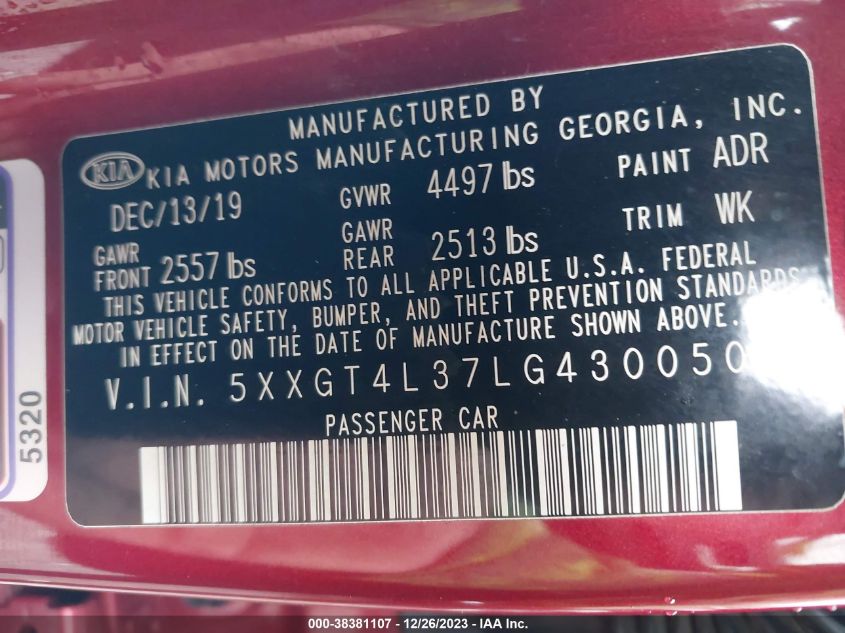 MANUFACTURED BY
KIA KIA MOTORS MANUFACTURING GEORGIA, INC.
DEC/13/19 GVWR 4497 lbs PAINT ADR
GAWR FRONT 2557 lbs GAWR REAR 2513 lbs TRIM WK
THIS VEHICLE CONFORMS TO ALL APPLICABLE U.S.A. FEDERAL
MOTOR VEHICLE SAFETY, BUMPER, AND THEFT PREVENTION STANDARDS
IN EFFECT ON THE DATE OF MANUFACTURE SHOWN ABOVE.
V.I.N. 5XXGT4L37LG430050
PASSENGER CAR
5320
000-38381107 - 12/26/2023 - IAA Inc.